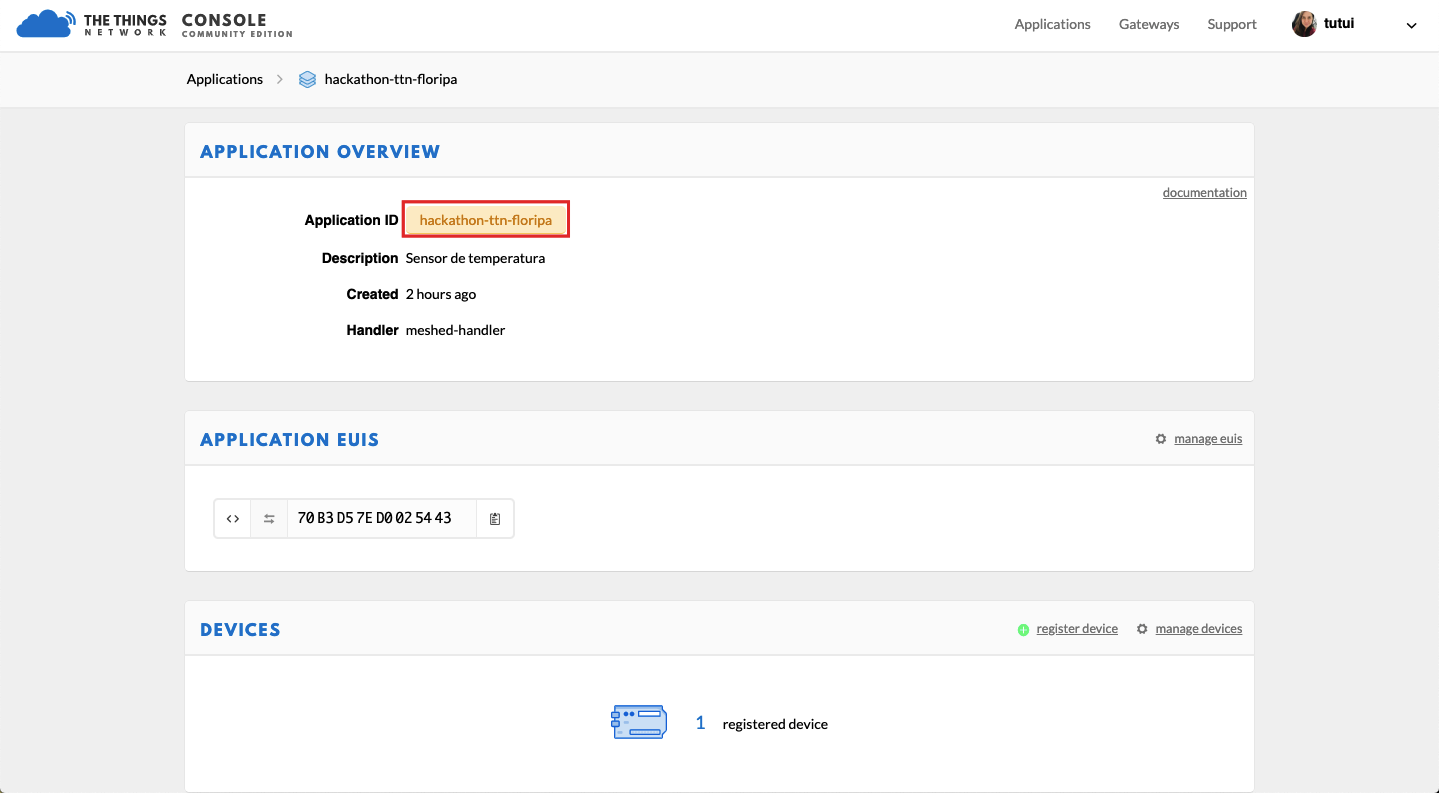 THE THINGS NETWORK CONSOLE COMMUNITY EDITION
Applications Gateways Support tutui
Applications hackathon-ttn-floripa
APPLICATION OVERVIEW
documentation
Application ID hackathon-ttn-floripa
Description Sensor de temperatura
Created 2 hours ago
Handler meshed-handler
APPLICATION EUIS
manage euis
<> 70 B3 D5 7E D0 02 54 43
DEVICES
register device manage devices
1 registered device